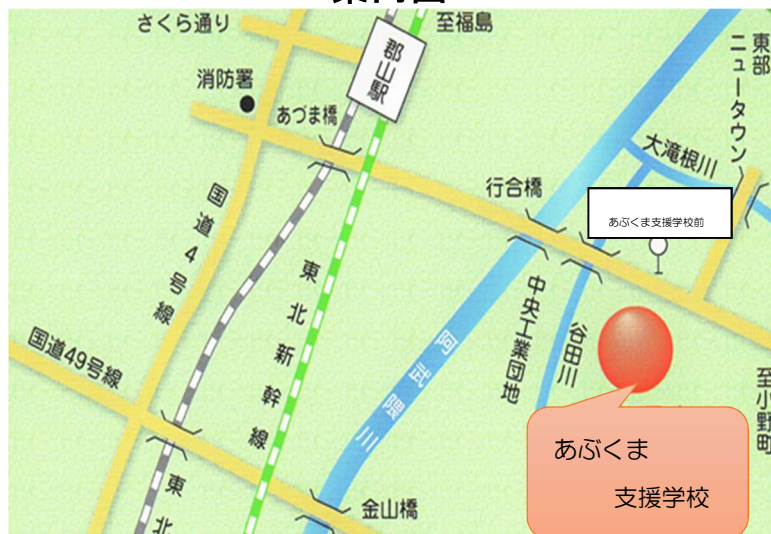 さくら通り
至福島
郡山駅
消防署
あづま橋
東部
ニュータウン
大滝根川
行合橋
あぶくま支援学校前
国道4号線
東北新幹線
中央工業団地
谷田川
阿武隈川
国道49号線
至小野町
あぶくま
支援学校
金山橋
東北